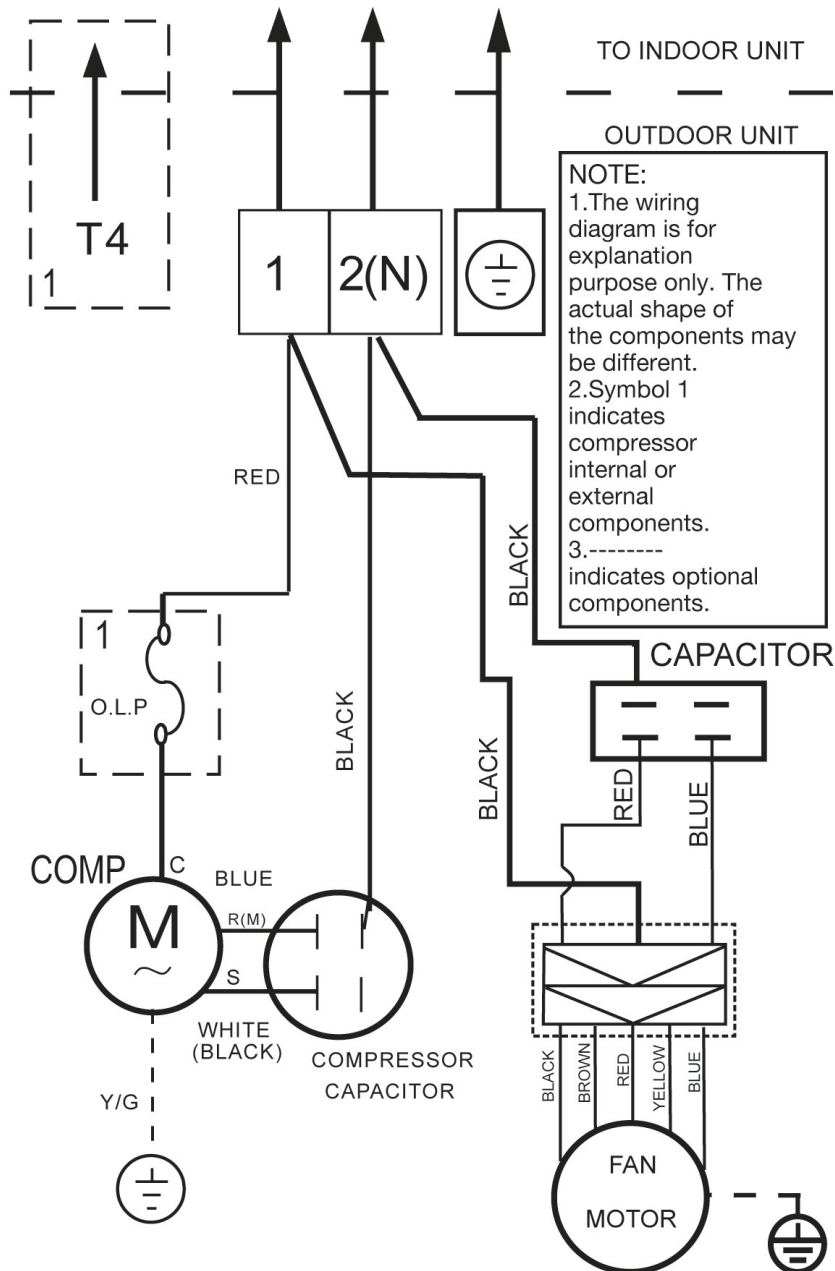 TO INDOOR UNIT
OUTDOOR UNIT
T4
1
1
2(N)
NOTE:
1.The wiring
diagram is for
explanation
purpose only. The
actual shape of
the components may
be different.
2.Symbol 1
indicates
compressor
internal or
external
components.
3.--------
indicates optional
components.
RED
BLACK
1
O.L.P
CAPACITOR
BLACK
BLACK
RED
BLUE
COMP
C
BLUE
M
R(M)
S
WHITE
(BLACK)
COMPRESSOR
CAPACITOR
Y/G
BLACK
BROWN
RED
YELLOW
BLUE
FAN
MOTOR